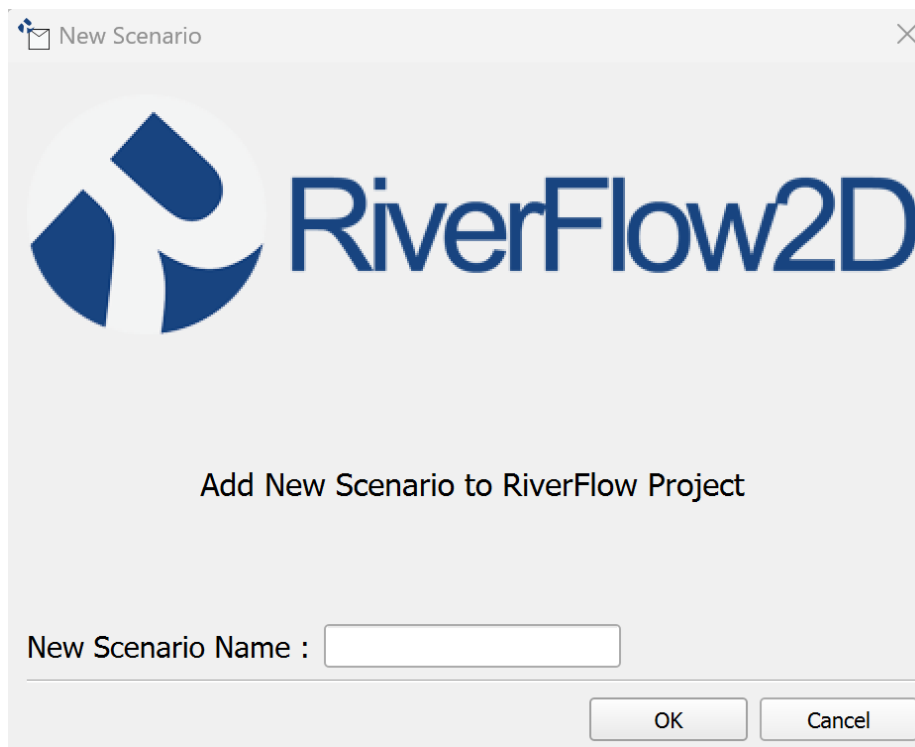 New Scenario
RiverFlow2D
Add New Scenario to RiverFlow Project
New Scenario Name :
OK Cancel